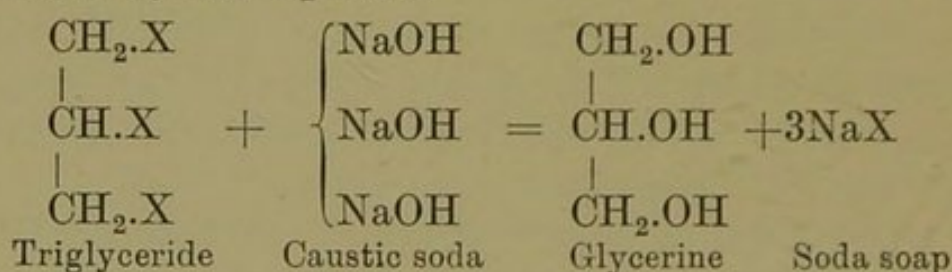 CH₂.X NaOH CH₂.OH
CH.X + NaOH = CH.OH +3NaX
CH₂.X NaOH CH₂.OH
Triglyceride Caustic soda Glycerine Soda soap